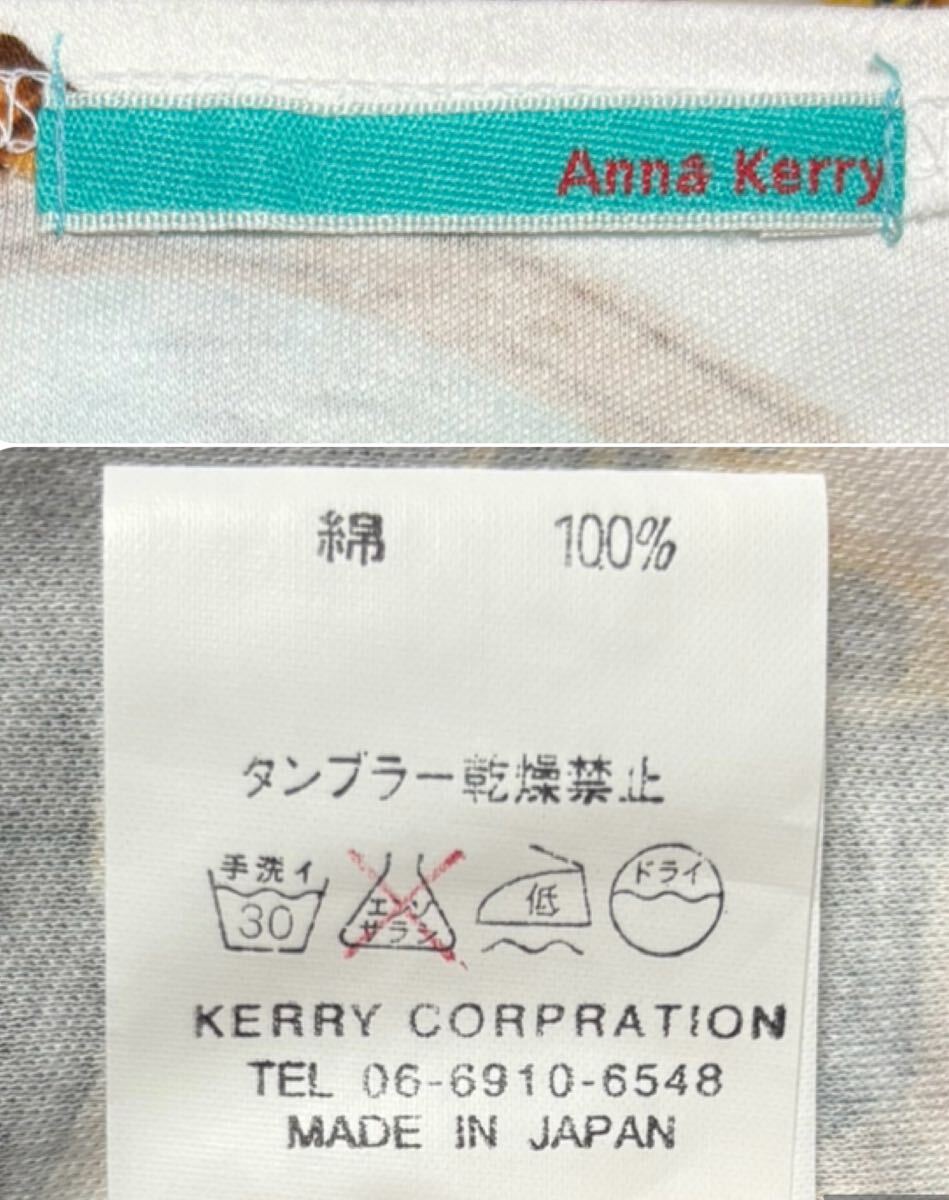 Anna Kerry
綿 100%
タンブラー乾燥禁止
手洗イ
30
エンソ
サラシ
低
ドライ
KERRY CORPRATION
TEL 06-6910-6548
MADE IN JAPAN